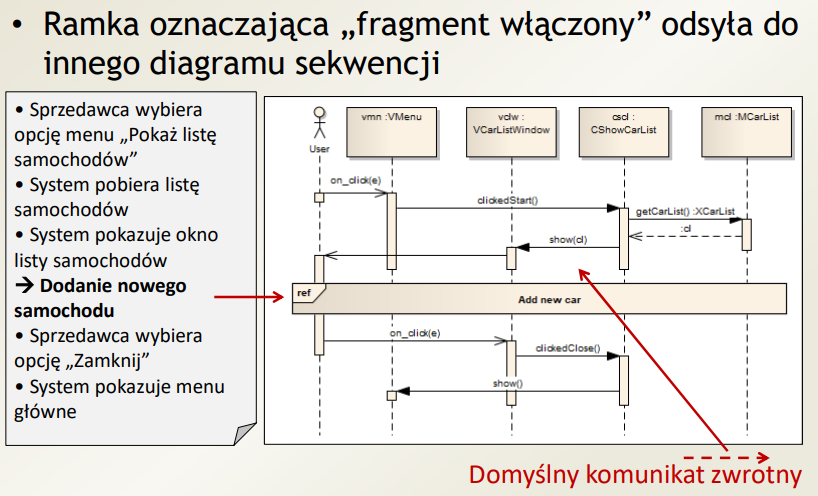 • Ramka oznaczająca „fragment włączony” odsyła do
innego diagramu sekwencji
• Sprzedawca wybiera
opcję menu „Pokaż listę
samochodów”
• System pobiera listę
samochodów
• System pokazuje okno
listy samochodów
→ Dodanie nowego
samochodu
• Sprzedawca wybiera
opcję „Zamknij”
• System pokazuje menu
główne
User
vmn :VMenu
vclw :
VCarListWindow
cscl :
CShowCarList
mcl :MCarList
on_click(e)
clickedStart()
getCarList() :XCarList
:cl
show(cl)
ref
Add new car
on_click(e)
clickedClose()
show()
Domyślny komunikat zwrotny